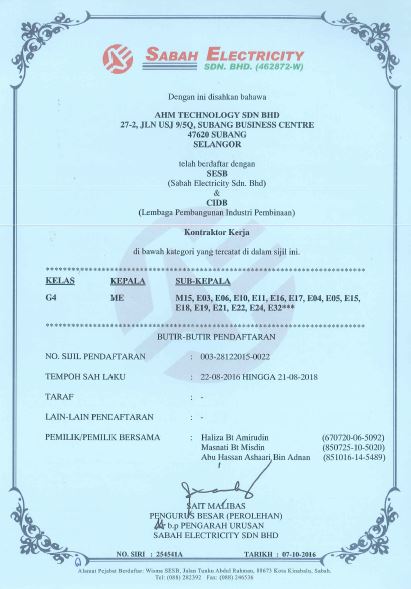 SABAH ELECTRICITY
SDN. BHD. (462872-W)
Dengan ini disahkan bahawa
AHM TECHNOLOGY SDN BHD
27-2, JLN USJ 9/5Q, SUBANG BUSINESS CENTRE
47620 SUBANG
SELANGOR
telah berdaftar dengan
SESB
(Sabah Electricity Sdn. Bhd)
&
CIDB
(Lembaga Pembangunan Industri Pembinaan)
Kontraktor Kerja
di bawah kategori yang tercatat di dalam sijil ini.
KELAS KEPALA SUB-KEPALA
G4 ME M15, E03, E06, E10, E11, E16, E17, E04, E05, E15,
E18, E19, E21, E22, E24, E32***
BUTIR-BUTIR PENDAFTARAN
NO. SIJIL PENDAFTARAN : 003-28122015-0022
TEMPOH SAH LAKU : 22-08-2016 HINGGA 21-08-2018
TARAF : -
LAIN-LAIN PENDAFTARAN : -
PEMILIK/PEMILIK BERSAMA : Haliza Bt Amirudin (670720-06-5092)
Masnati Bt Misdin (850725-10-5020)
Abu Hassan Ashaari Bin Adnan (851016-14-5489)
SAIT MALIBAS
PENGURUS BESAR (PEROLEHAN)
b.p PENGARAH URUSAN
SABAH ELECTRICITY SDN BHD
NO. SIRI : 254541A TARIKH : 07-10-2016
Alamat Pejabat Berdaftar: Wisma SESB, Jalan Tunku Abdul Rahman, 88673 Kota Kinabalu, Sabah.
Tel: (088) 282392 Fax: (088) 246536